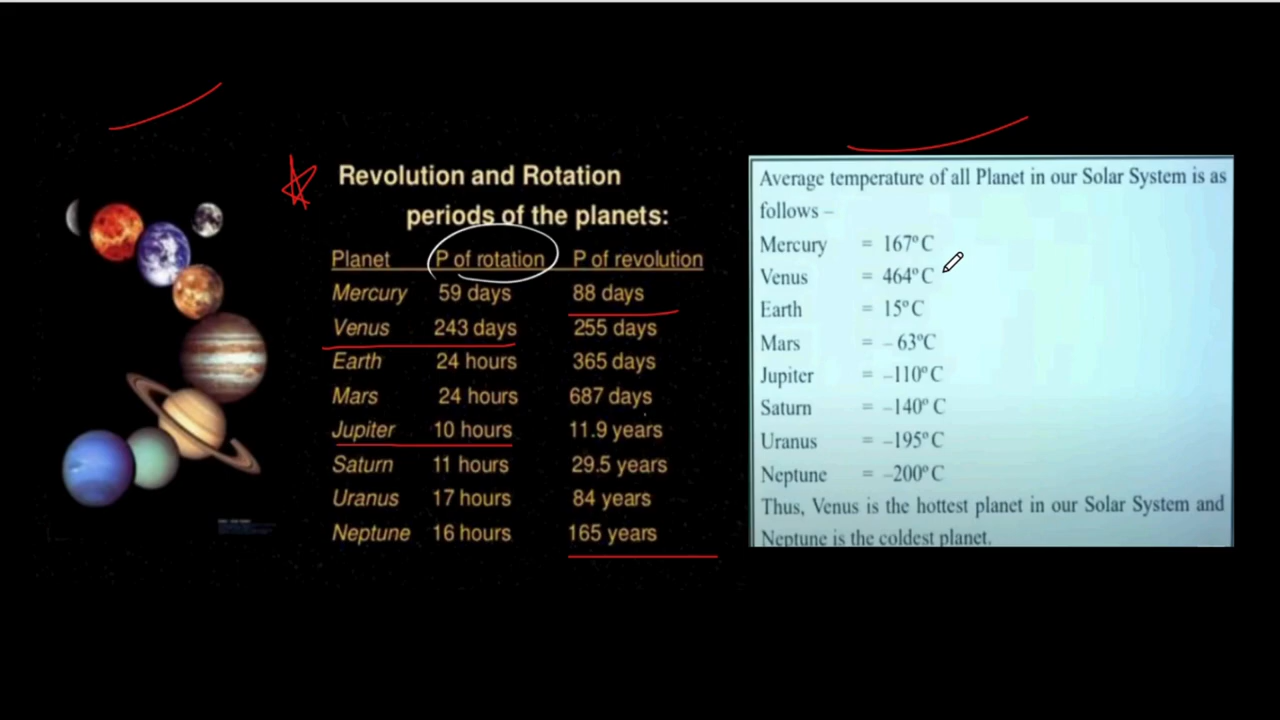 Revolution and Rotation
periods of the planets:
Planet P of rotation P of revolution
Mercury 59 days 88 days
Venus 243 days 255 days
Earth 24 hours 365 days
Mars 24 hours 687 days
Jupiter 10 hours 11.9 years
Saturn 11 hours 29.5 years
Uranus 17 hours 84 years
Neptune 16 hours 165 years
Average temperature of all Planet in our Solar System is as
follows –
Mercury = 167°C
Venus = 464°C
Earth = 15°C
Mars = – 63°C
Jupiter = –110°C
Saturn = –140° C
Uranus = –195°C
Neptune = –200°C
Thus, Venus is the hottest planet in our Solar System and
Neptune is the coldest planet.